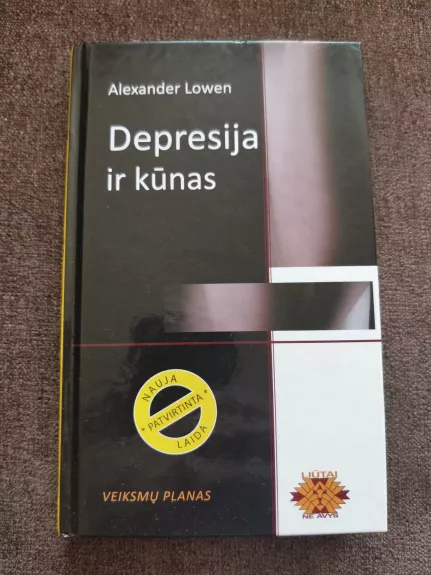 Alexander Lowen
Depresija
ir kūnas
NAUJA
* PATVIRTINTA *
LAIDA
VEIKSMŲ PLANAS
LIŪTAI
NE AVYS